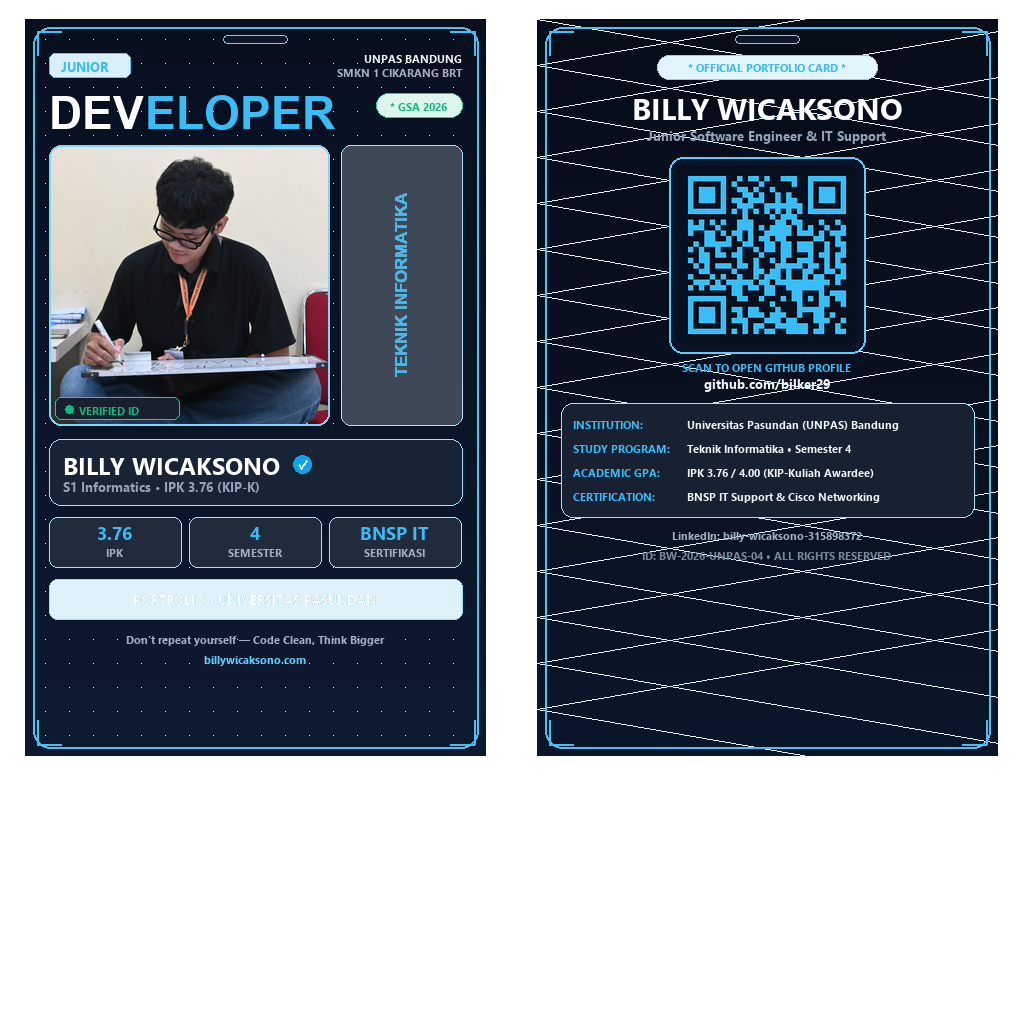 JUNIOR
UNPAS BANDUNG
SMKN 1 CIKARANG BRT
DEVELOPER
* GSA 2026
TEKNIK INFORMATIKA
VERIFIED ID
BILLY WICAKSONO
S1 Informatics • IPK 3.76 (KIP-K)
3.76
IPK
4
SEMESTER
BNSP IT
SERTIFIKASI
PORTFOLIO • UNIVERSITAS PASUNDAN
Don't repeat yourself — Code Clean, Think Bigger
billywicaksono.com
* OFFICIAL PORTFOLIO CARD *
BILLY WICAKSONO
Junior Software Engineer & IT Support
SCAN TO OPEN GITHUB PROFILE
github.com/bilker29
INSTITUTION: Universitas Pasundan (UNPAS) Bandung
STUDY PROGRAM: Teknik Informatika • Semester 4
ACADEMIC GPA: IPK 3.76 / 4.00 (KIP-Kuliah Awardee)
CERTIFICATION: BNSP IT Support & Cisco Networking
LinkedIn: billy-wicaksono-315898372
ID: BW-2026-UNPAS-04 • ALL RIGHTS RESERVED